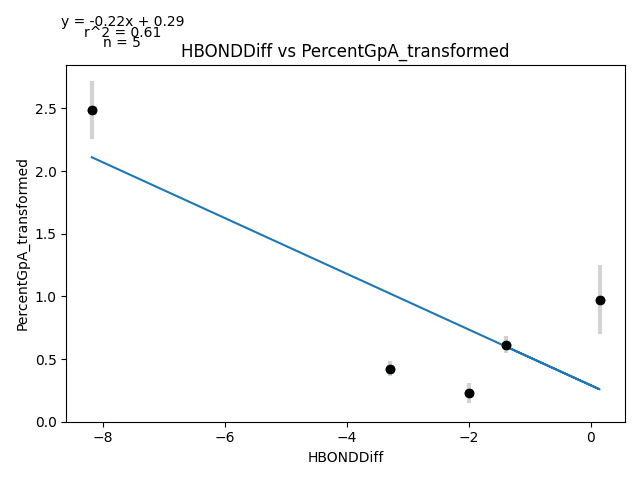 y = -0.22x + 0.29
r^2 = 0.61
n = 5
HBONDDiff vs PercentGpA_transformed
PercentGpA_transformed
2.5
2.0
1.5
1.0
0.5
0.0
−8
−6
−4
−2
0
HBONDDiff